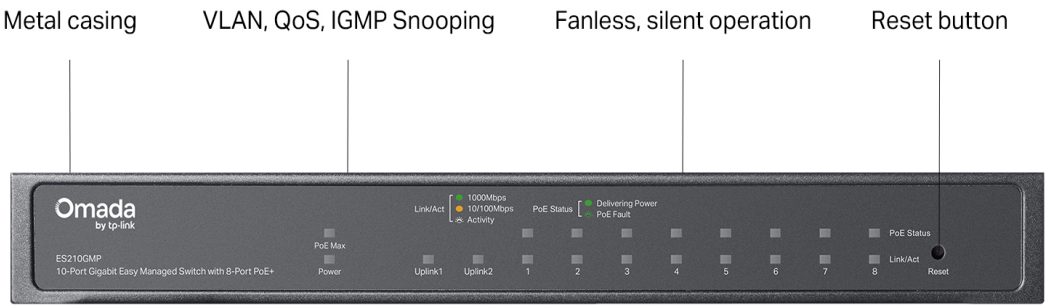 Metal casing
VLAN, QoS, IGMP Snooping
Fanless, silent operation
Reset button
Omada
by tp-link
ES210GMP
10-Port Gigabit Easy Managed Switch with 8-Port PoE+
PoE Max
Power
Link/Act
1000Mbps
10/100Mbps
Activity
PoE Status
Delivering Power
PoE Fault
PoE Status
Link/Act
Uplink1 Uplink2 1 2 3 4 5 6 7 8
Reset